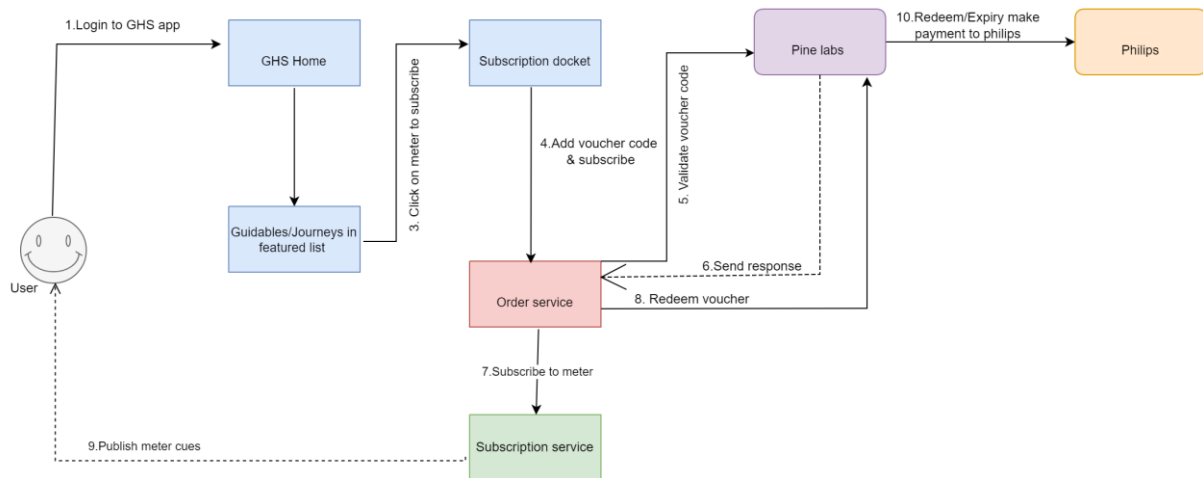 1.Login to GHS app
GHS Home
3. Click on meter to subscribe
Subscription docket
5. Validate voucher code
Pine labs
10.Redeem/Expiry make
payment to philips
Philips
4.Add voucher code
& subscribe
Guidables/Journeys in
featured list
User
6.Send response
Order service
8. Redeem voucher
7.Subscribe to meter
9.Publish meter cues
Subscription service